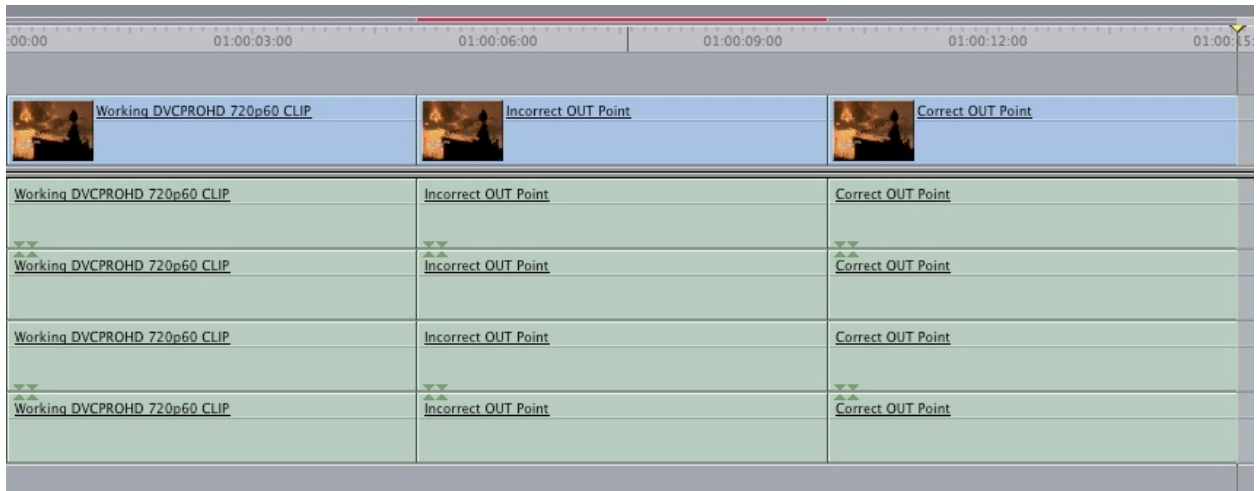 :00:00 01:00:03:00 01:00:06:00 01:00:09:00 01:00:12:00 01:00:15:
Working DVCPROHD 720p60 CLIP Incorrect OUT Point Correct OUT Point
Working DVCPROHD 720p60 CLIP Incorrect OUT Point Correct OUT Point
Working DVCPROHD 720p60 CLIP Incorrect OUT Point Correct OUT Point
Working DVCPROHD 720p60 CLIP Incorrect OUT Point Correct OUT Point
Working DVCPROHD 720p60 CLIP Incorrect OUT Point Correct OUT Point